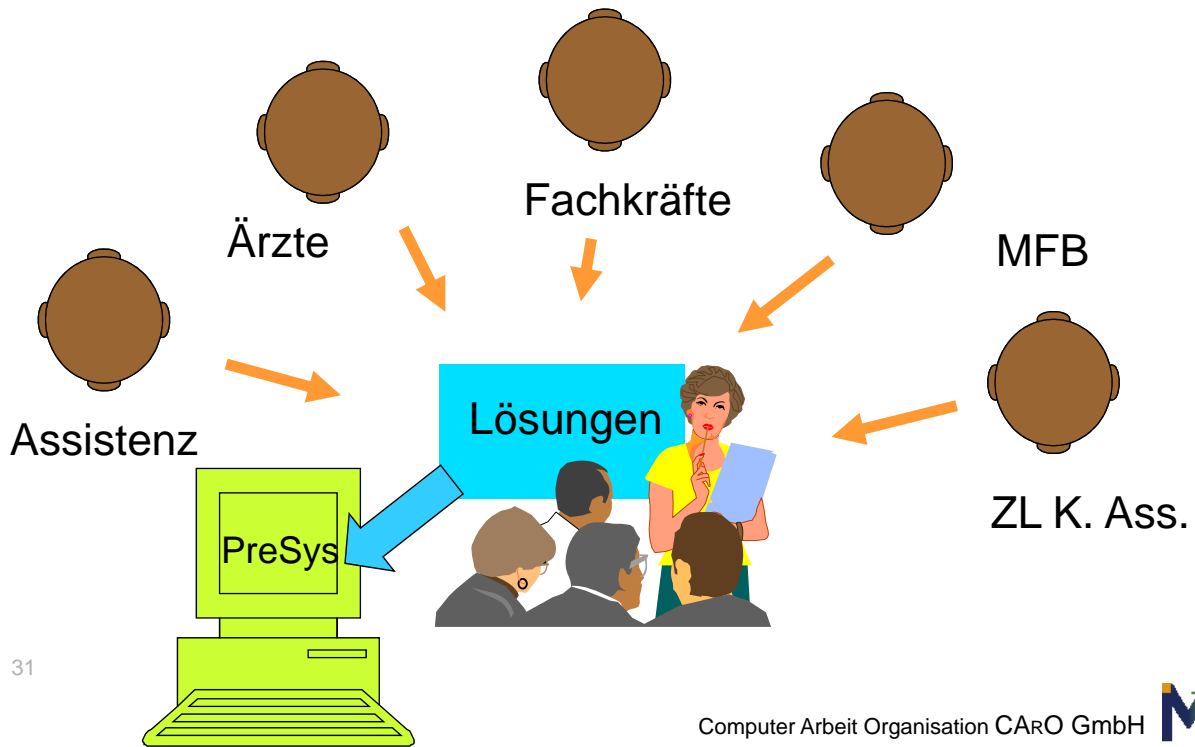 Fachkräfte
Ärzte
MFB
Assistenz
Lösungen
ZL K. Ass.
PreSys
31
Computer Arbeit Organisation CARO GmbH
M